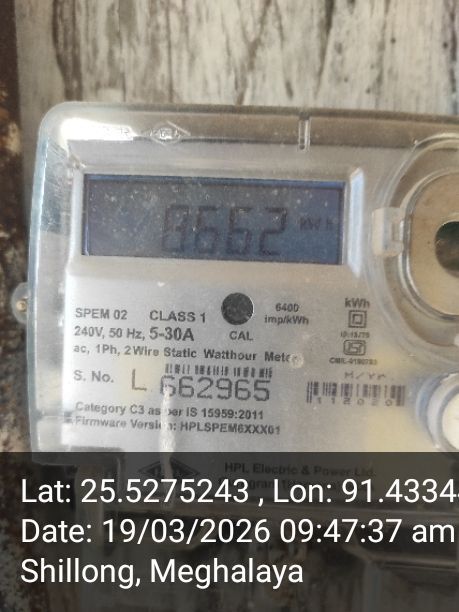 8662 kWh
SPEM 02 CLASS 1 6400 imp/kWh kWh
240V, 50 Hz, 5-30A CAL
ac, 1Ph, 2Wire Static Watthour Meter
S. No. L 662965
Category C3 as per IS 15959:2011
Firmware Version: HPLSPEM6XXX01
HPL Electric & Power Ltd.
Lat: 25.5275243 , Lon: 91.4334
Date: 19/03/2026 09:47:37 am
Shillong, Meghalaya